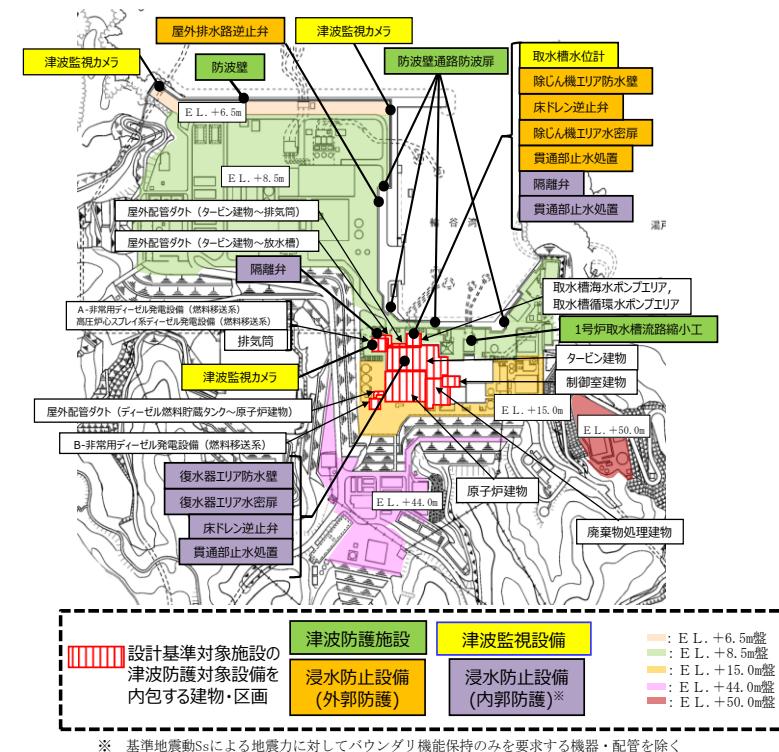 屋外排水路逆止弁
津波監視カメラ
津波監視カメラ
防波壁
防波壁通路防波扉
取水槽水位計
除じん機エリア防水壁
床ドレン逆止弁
除じん機エリア水密扉
貫通部止水処置
隔離弁
貫通部止水処置
EL.+6.5m
EL.+8.5m
輪谷湾
屋外配管ダクト（タービン建物～排気筒）
屋外配管ダクト（タービン建物～放水槽）
隔離弁
取水槽海水ポンプエリア，
取水槽循環水ポンプエリア
A-非常用ディーゼル発電設備（燃料移送系）
高圧炉心スプレイ系ディーゼル発電設備（燃料移送系）
排気筒
1号炉取水槽流路縮小工
津波監視カメラ
タービン建物
制御室建物
屋外配管ダクト（ディーゼル燃料貯蔵タンク～原子炉建物）
EL.+15.0m
EL.+50.0m
B-非常用ディーゼル発電設備（燃料移送系）
復水器エリア防水壁
復水器エリア水密扉
床ドレン逆止弁
貫通部止水処置
EL.+44.0m
原子炉建物
廃棄物処理建物
設計基準対象施設の
津波防護対象設備を
内包する建物・区画
津波防護施設
津波監視設備
浸水防止設備
(外郭防護)
浸水防止設備
(内郭防護)※
：EL.+6.5m盤
：EL.+8.5m盤
：EL.+15.0m盤
：EL.+44.0m盤
：EL.+50.0m盤
※　基準地震動Ssによる地震力に対してバウンダリ機能保持のみを要求する機器・配管を除く